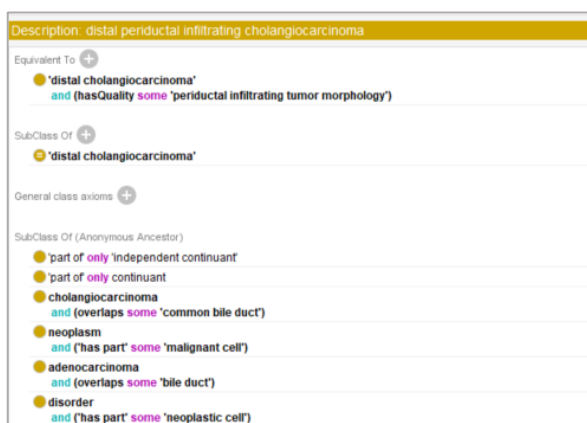 Description: distal periductal infiltrating cholangiocarcinoma
Equivalent To
'distal cholangiocarcinoma'
and (hasQuality some 'periductal infiltrating tumor morphology')
SubClass Of
'distal cholangiocarcinoma'
General class axioms
SubClass Of (Anonymous Ancestor)
'part of' only 'independent continuant'
'part of' only continuant
cholangiocarcinoma
and (overlaps some 'common bile duct')
neoplasm
and ('has part' some 'malignant cell')
adenocarcinoma
and (overlaps some 'bile duct')
disorder
and ('has part' some 'neoplastic cell')